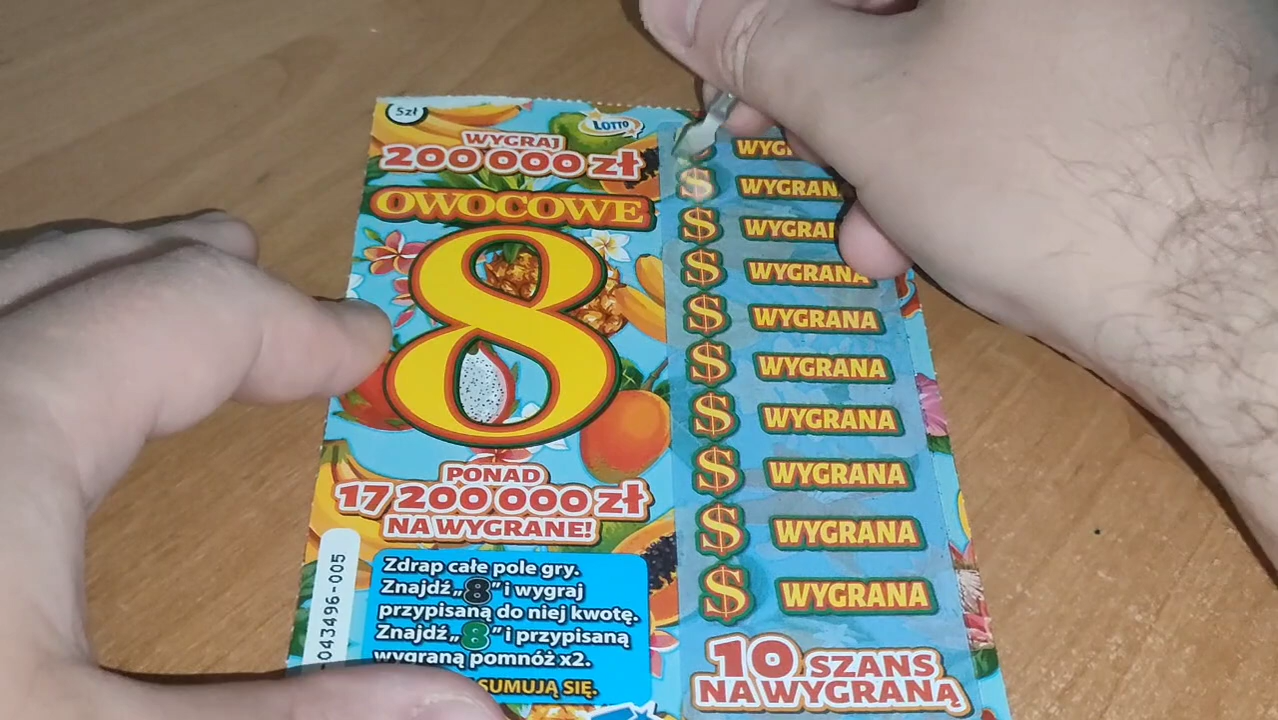 5zł
LOTTO
WYGRAJ
200 000 zł
OWOCOWE
8
PONAD
17 200 000 zł
NA WYGRANE!
Zdrap całe pole gry.
Znajdź „8” i wygraj
przypisaną do niej kwotę.
Znajdź „8” i przypisaną
wygraną pomnóż x2.
SUMUJĄ SIĘ.
-043496-005
$ WYGRAN
$
$ WYGRANA
$ WYGRANA
$ WYGRANA
$ WYGRANA
$ WYGRANA
$ WYGRANA
$ WYGRANA
10 SZANS
NA WYGRANĄ